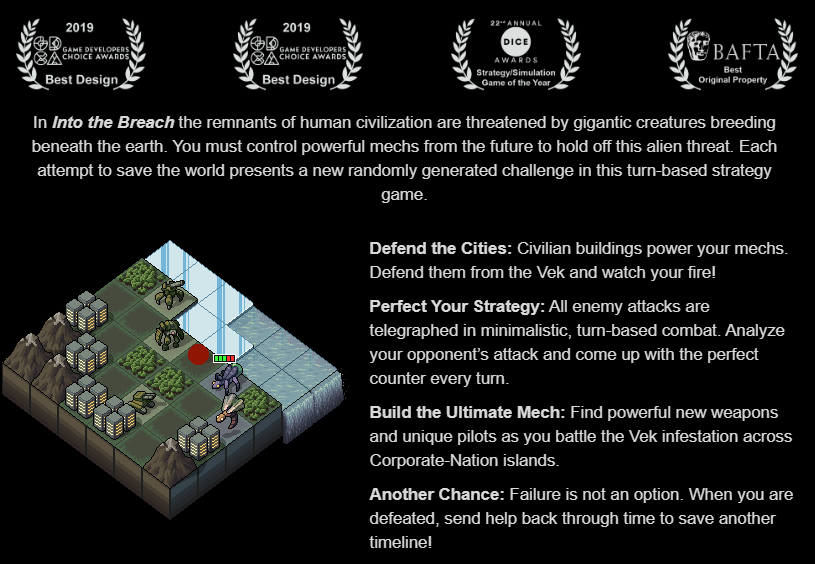 2019
GAME DEVELOPERS
CHOICE AWARDS
Best Design
2019
GAME DEVELOPERS
CHOICE AWARDS
Best Design
22ND ANNUAL
DICE
AWARDS
Strategy/Simulation
Game of the Year
BAFTA
Best
Original Property
In Into the Breach the remnants of human civilization are threatened by gigantic creatures breeding
beneath the earth. You must control powerful mechs from the future to hold off this alien threat. Each
attempt to save the world presents a new randomly generated challenge in this turn-based strategy
game.
Defend the Cities: Civilian buildings power your mechs.
Defend them from the Vek and watch your fire!
Perfect Your Strategy: All enemy attacks are
telegraphed in minimalistic, turn-based combat. Analyze
your opponent's attack and come up with the perfect
counter every turn.
Build the Ultimate Mech: Find powerful new weapons
and unique pilots as you battle the Vek infestation across
Corporate-Nation islands.
Another Chance: Failure is not an option. When you are
defeated, send help back through time to save another
timeline!